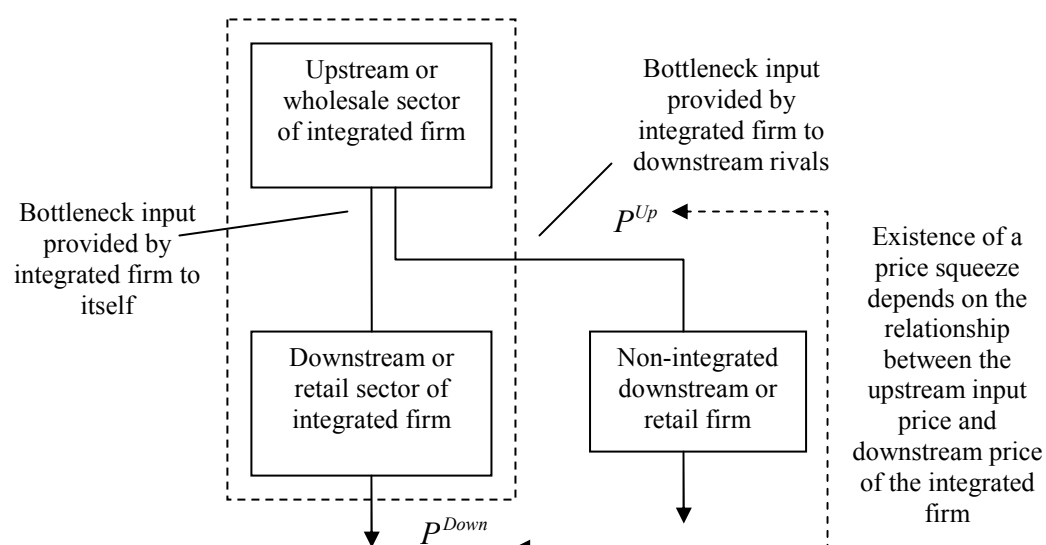 Upstream or
wholesale sector
of integrated firm
Bottleneck input
provided by
integrated firm to
downstream rivals
Bottleneck input
provided by
integrated firm to
itself
P^Up
Existence of a
price squeeze
depends on the
relationship
between the
upstream input
price and
downstream price
of the integrated
firm
Downstream or
retail sector of
integrated firm
Non-integrated
downstream or
retail firm
P^Down